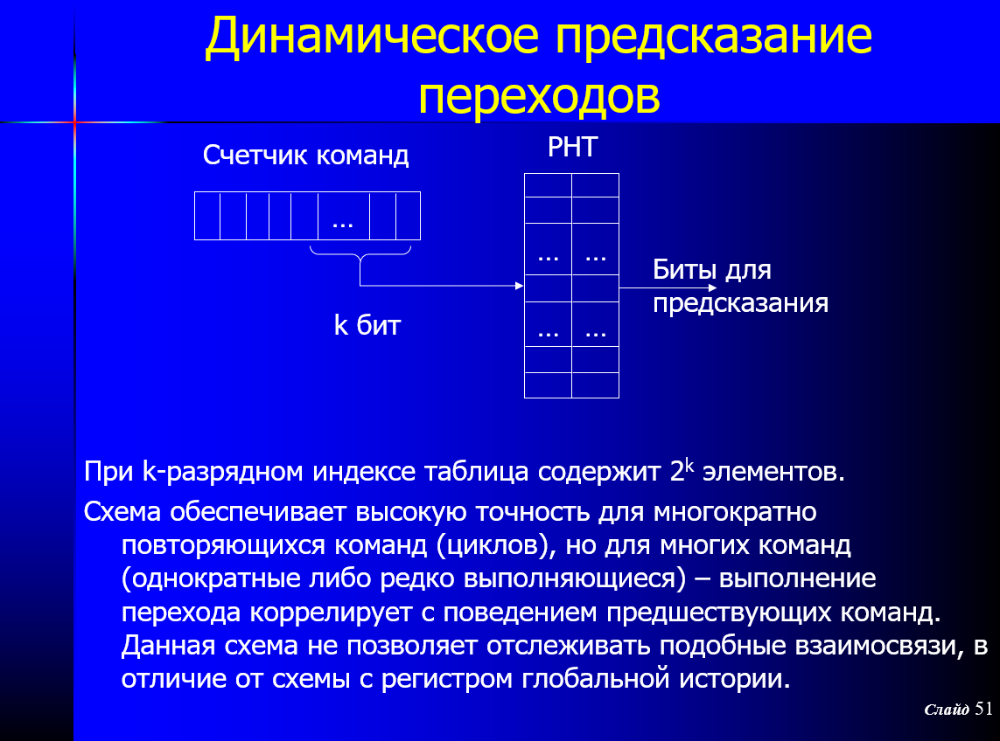 Динамическое предсказание
переходов
Счетчик команд
PHT
...
... ...
Биты для
предсказания
k бит
... ...
При k-разрядном индексе таблица содержит 2ᵏ элементов.
Схема обеспечивает высокую точность для многократно
повторяющихся команд (циклов), но для многих команд
(однократные либо редко выполняющиеся) – выполнение
перехода коррелирует с поведением предшествующих команд.
Данная схема не позволяет отслеживать подобные взаимосвязи, в
отличие от схемы с регистром глобальной истории.
Слайд 51